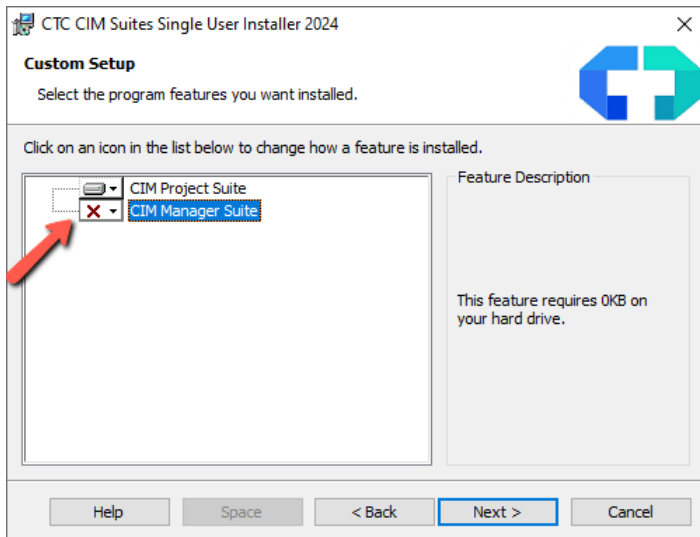 CTC CIM Suites Single User Installer 2024
Custom Setup
Select the program features you want installed.
Click on an icon in the list below to change how a feature is installed.
CIM Project Suite
CIM Manager Suite
Feature Description
This feature requires 0KB on
your hard drive.
Help
Space
< Back
Next >
Cancel